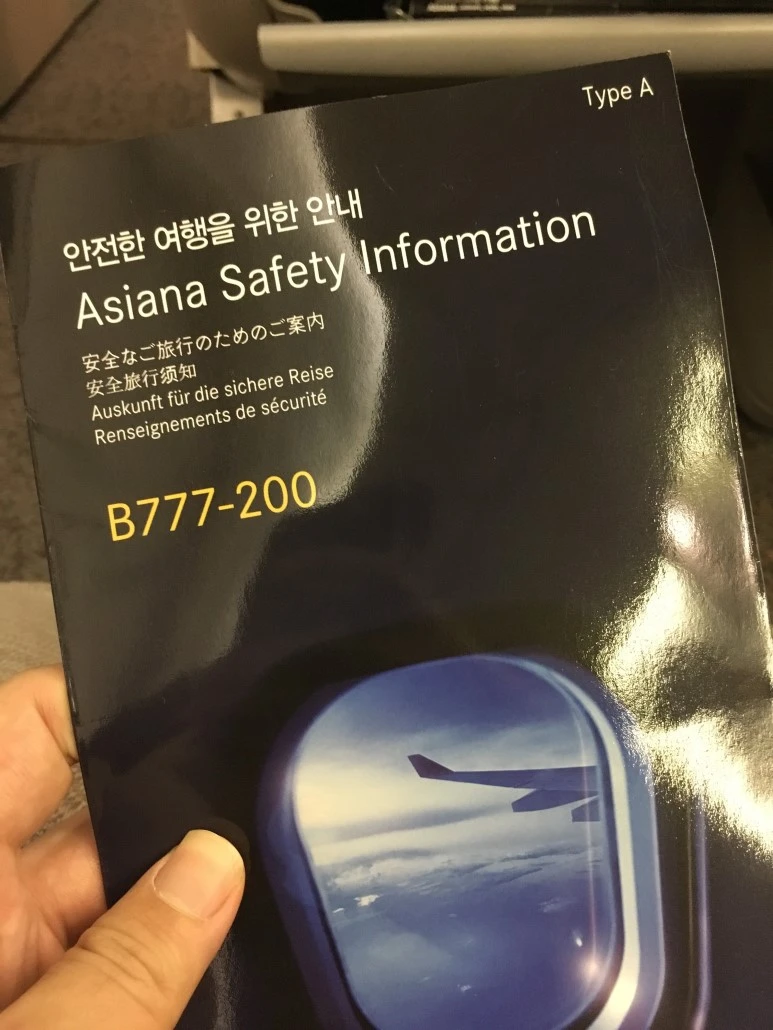 Type A
안전한 여행을 위한 안내
Asiana Safety Information
安全なご旅行のためのご案内
安全旅行须知
Auskunft für die sichere Reise
Renseignements de sécurité
B777-200